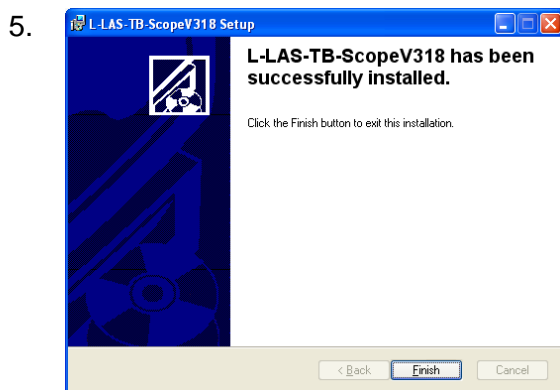 5.
L-LAS-TB-ScopeV318 Setup
L-LAS-TB-ScopeV318 has been
successfully installed.
Click the Finish button to exit this installation.
< Back
Finish
Cancel